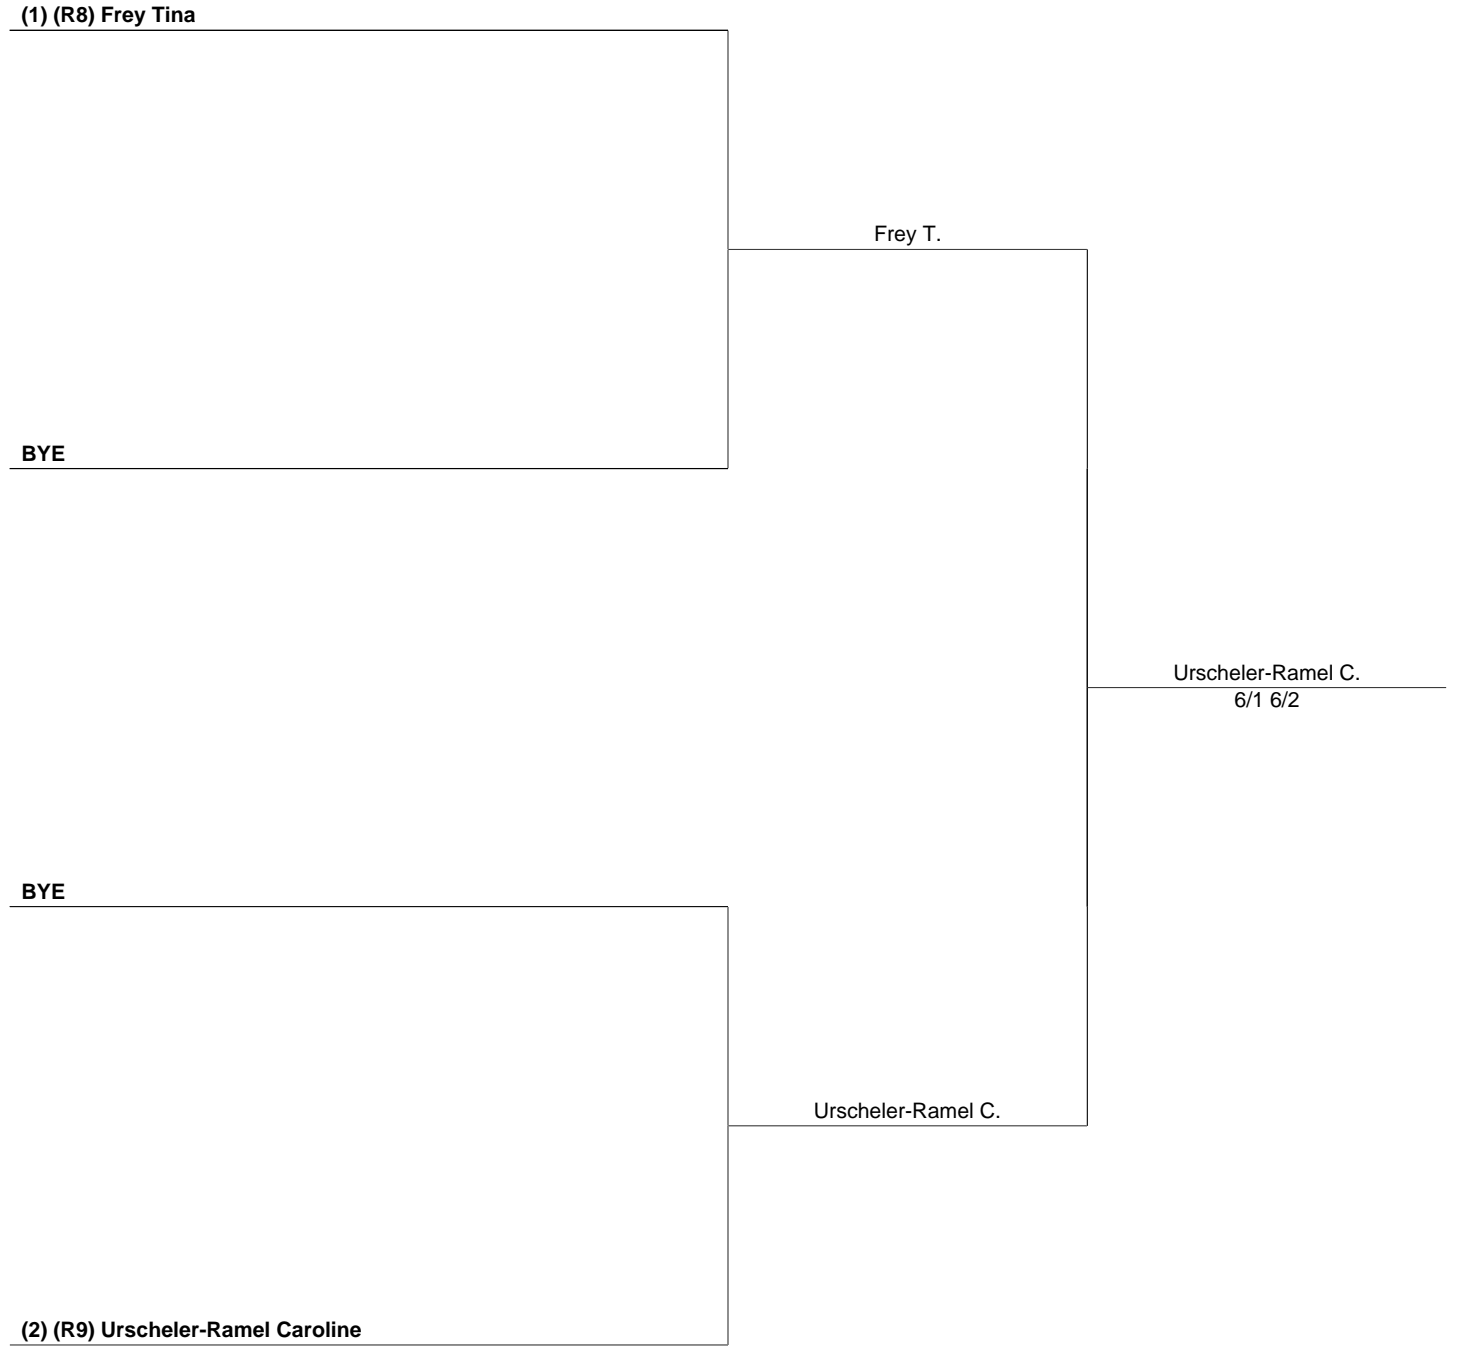 (1) (R8) Frey Tina
Frey T.
BYE
Urscheler-Ramel C.
6/1 6/2
BYE
Urscheler-Ramel C.
(2) (R9) Urscheler-Ramel Caroline